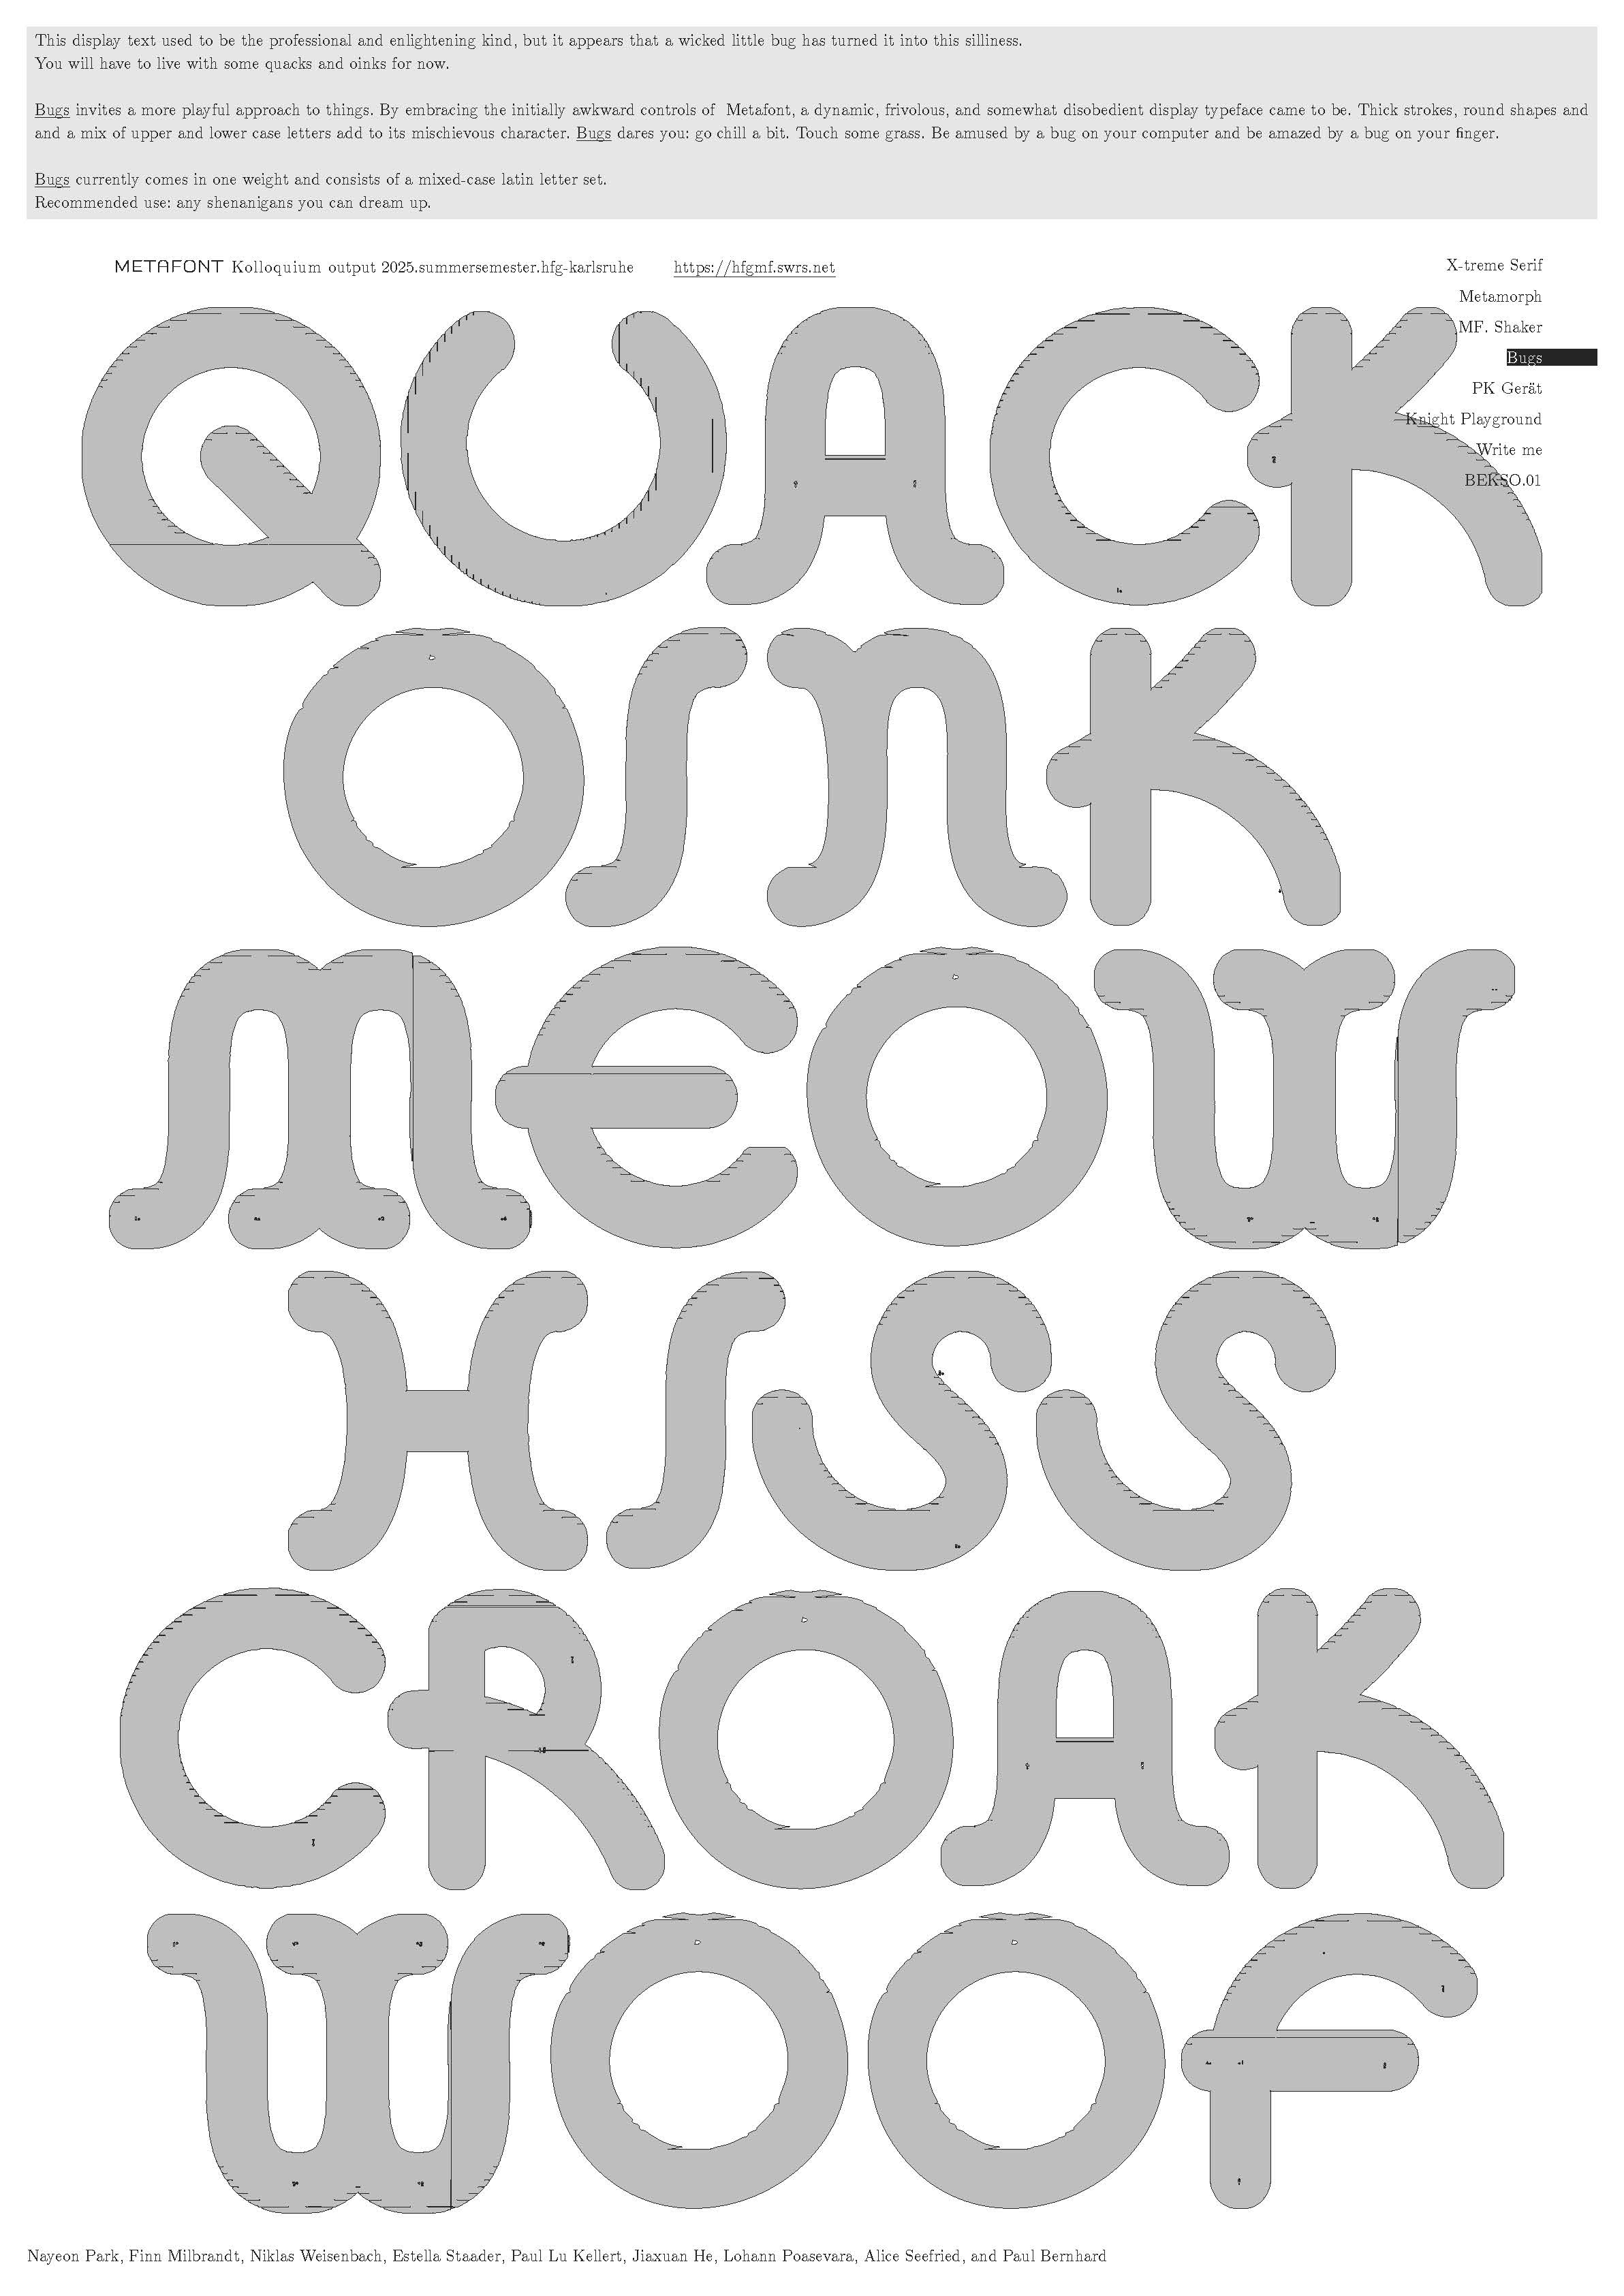 This display text used to be the professional and enlightening kind, but it appears that a wicked little bug has turned it into this silliness.
You will have to live with some quacks and oinks for now.
Bugs invites a more playful approach to things. By embracing the initially awkward controls of Metafont, a dynamic, frivolous, and somewhat disobedient display typeface came to be. Thick strokes, round shapes and
and a mix of upper and lower case letters add to its mischievous character. Bugs dares you: go chill a bit. Touch some grass. Be amused by a bug on your computer and be amazed by a bug on your finger.
Bugs currently comes in one weight and consists of a mixed-case latin letter set.
Recommended use: any shenanigans you can dream up.
METAFONT Kolloquium output 2025.summersemester.hfg-karlsruhe https://hfgmf.swrs.net
X-treme Serif
Metamorph
MF. Shaker
Bugs
PK Gerät
Knight Playground
Write me
BEKSO.01
QUACK
OINK
MEOW
HISS
CROAK
WOOF
Nayeon Park, Finn Milbrandt, Niklas Weisenbach, Estella Staader, Paul Lu Kellert, Jiaxuan He, Lohann Poasevara, Alice Seefried, and Paul Bernhard